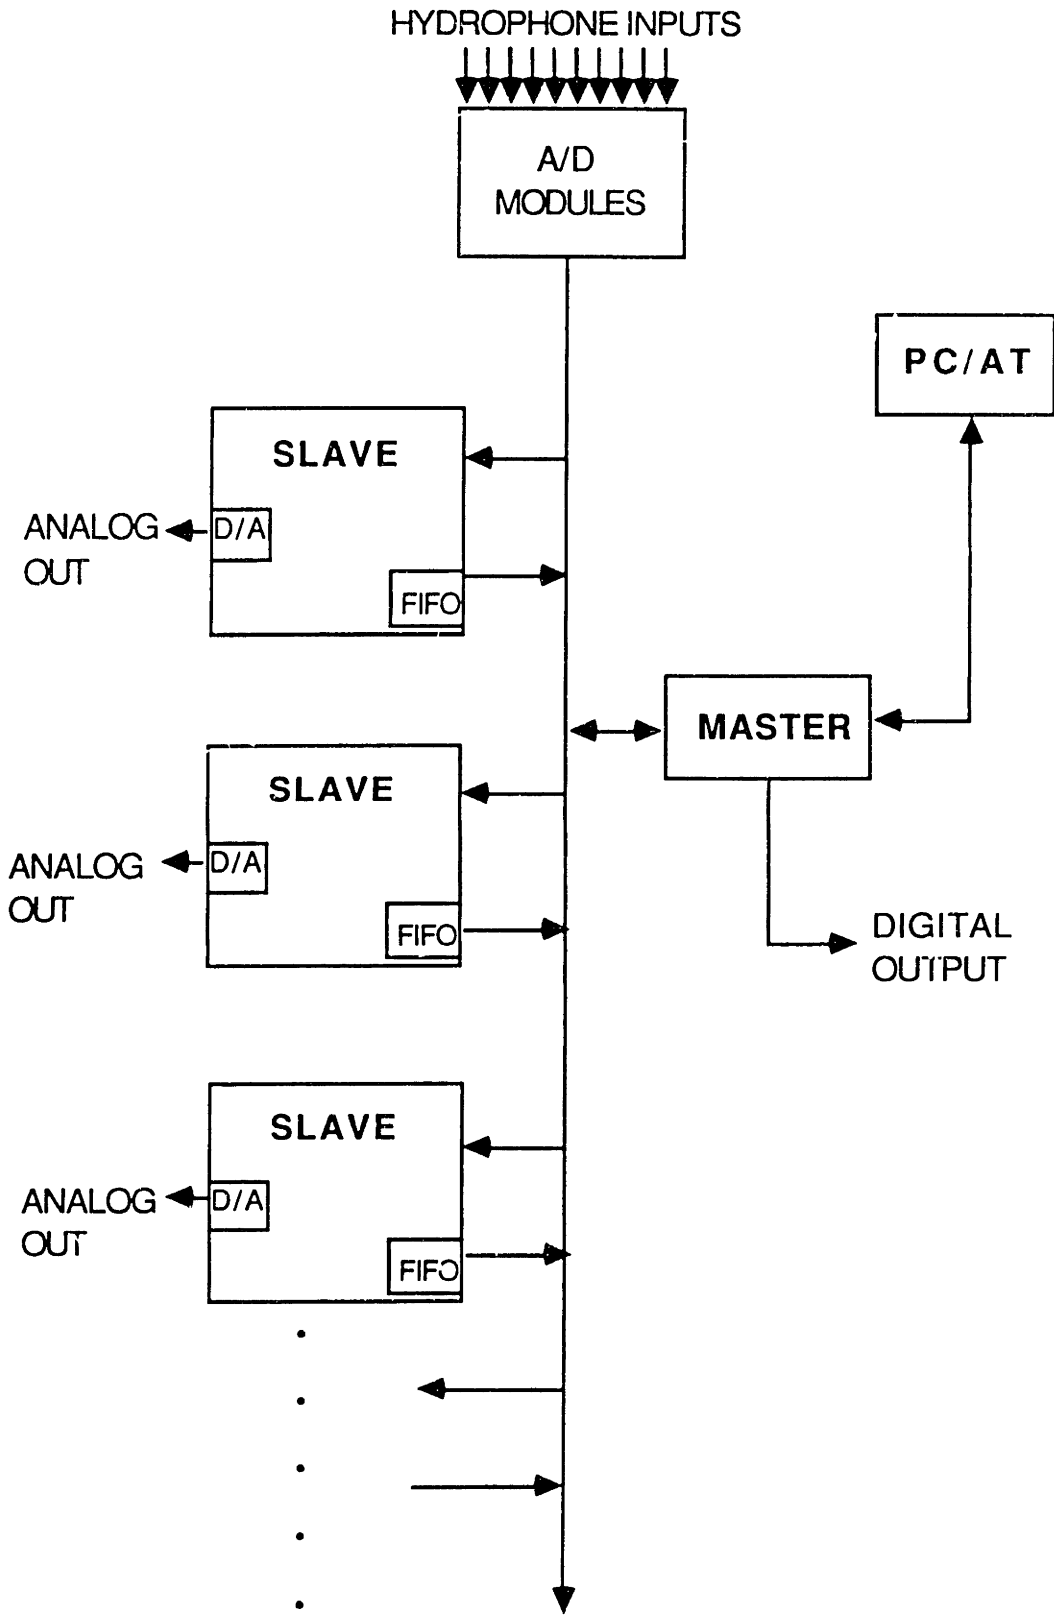 HYDROPHONE INPUTS
A/D
MODULES
PC/AT
SLAVE
ANALOG
OUT
D/A
FIFO
MASTER
SLAVE
ANALOG
OUT
D/A
FIFO
DIGITAL
OUTPUT
SLAVE
ANALOG
OUT
D/A
FIFO